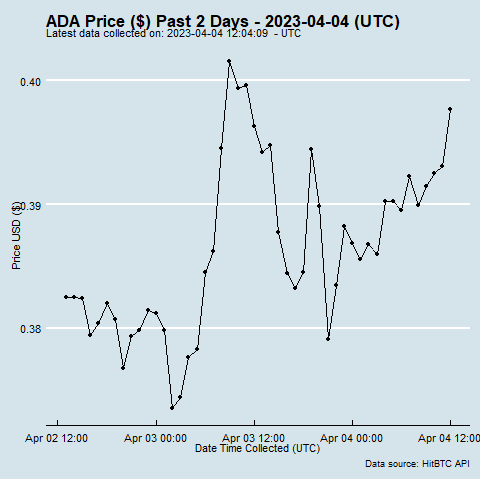 ADA Price ($) Past 2 Days - 2023-04-04 (UTC)
Latest data collected on: 2023-04-04 12:04:09 - UTC
0.40
0.39
0.38
Price USD ($)
Apr 02 12:00 Apr 03 00:00 Apr 03 12:00 Apr 04 00:00 Apr 04 12:00
Date Time Collected (UTC)
Data source: HitBTC API